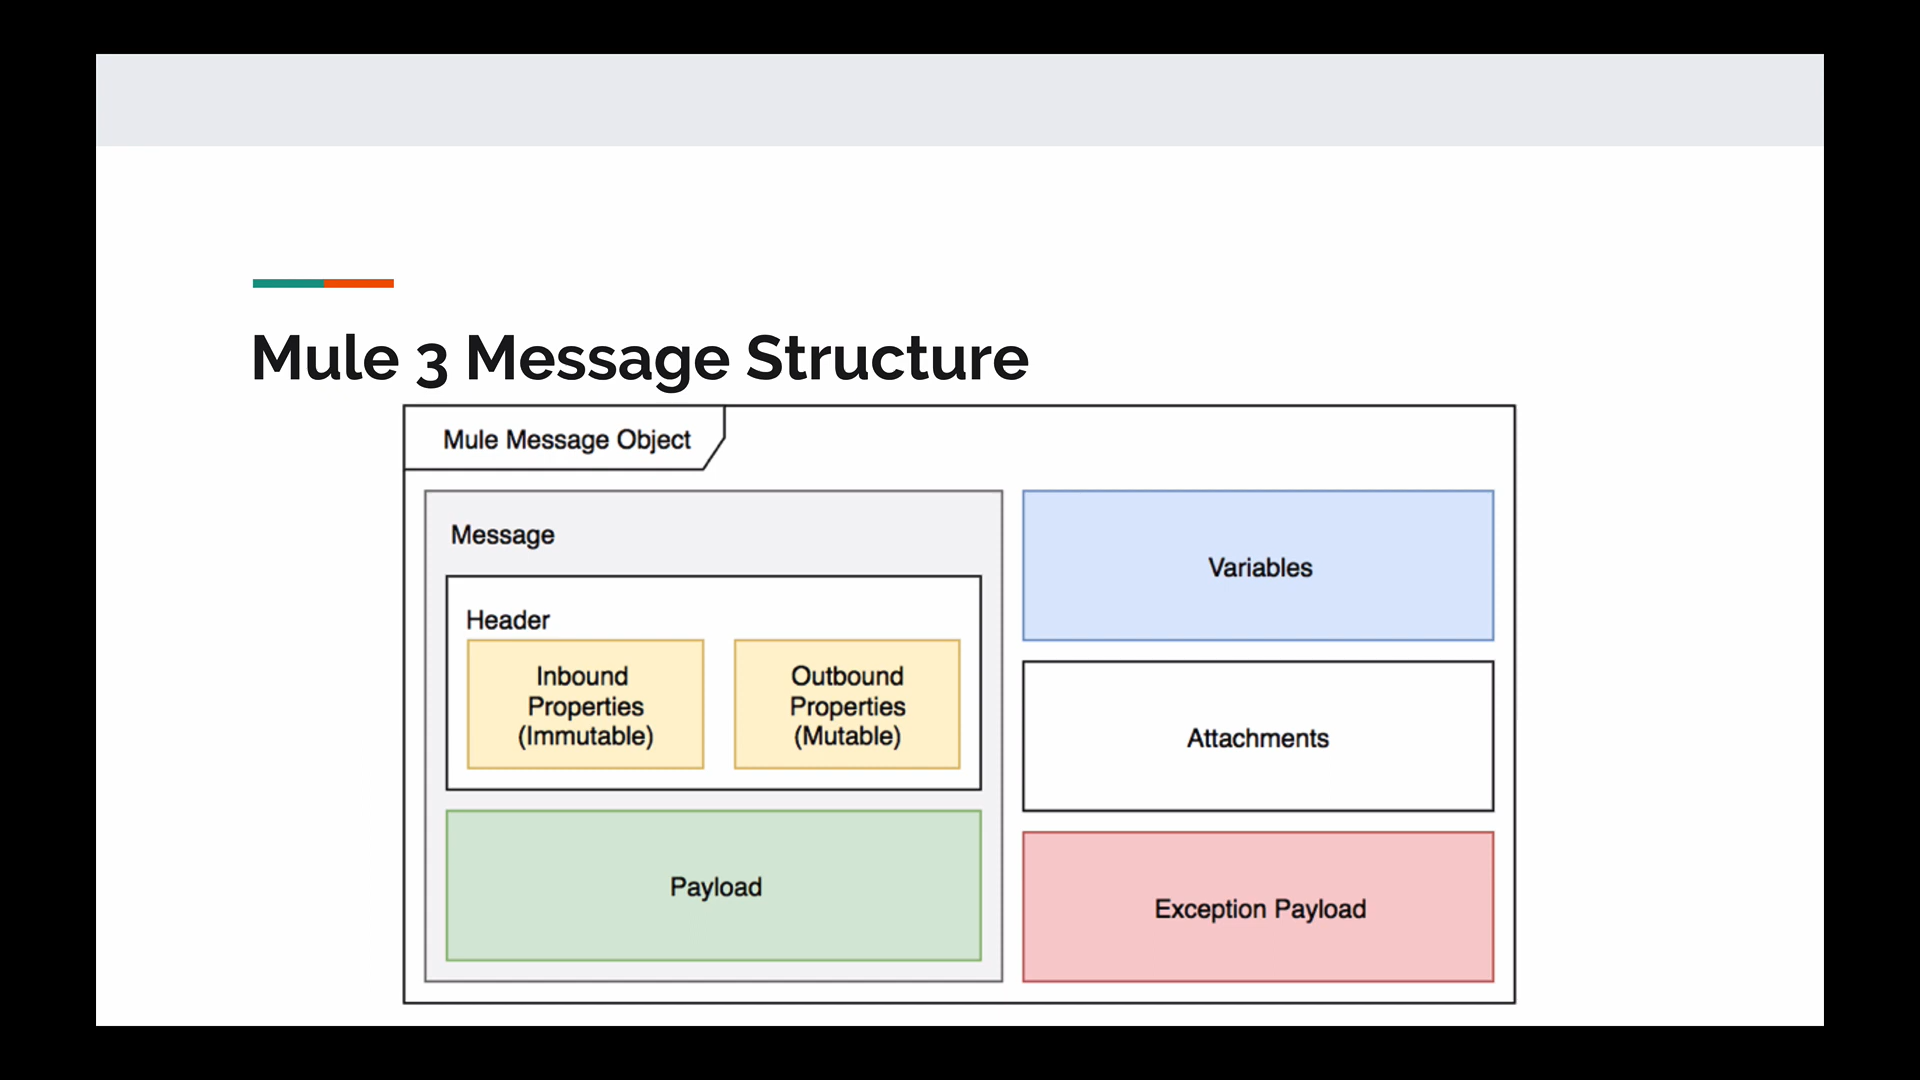 Mule 3 Message Structure
Mule Message Object
Message
Header
Inbound
Properties
(Immutable)
Outbound
Properties
(Mutable)
Payload
Variables
Attachments
Exception Payload